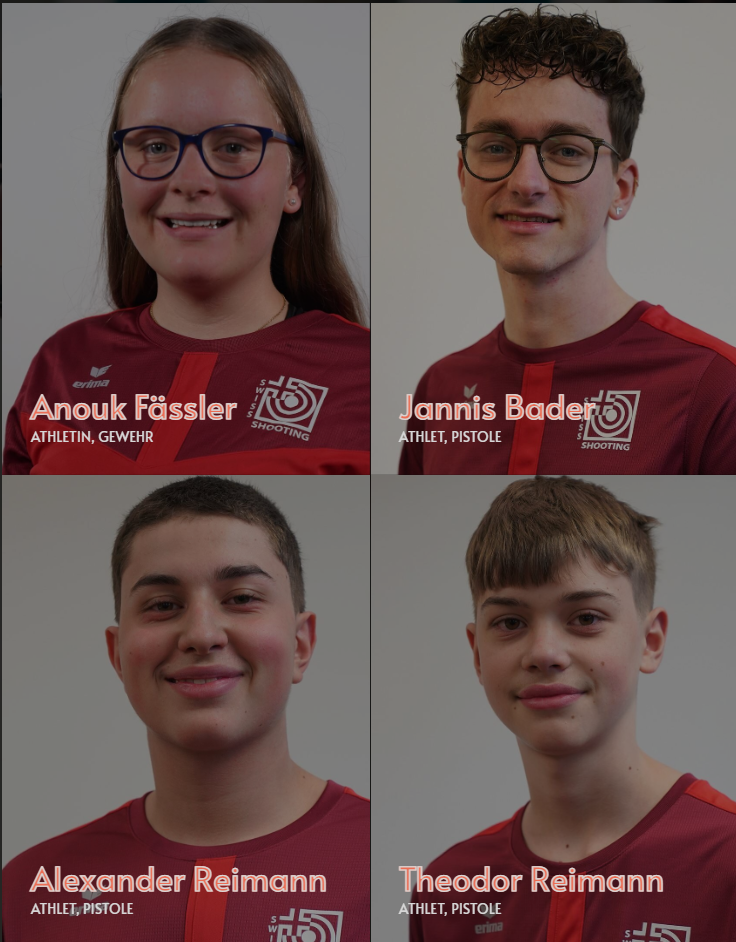 Anouk Fässler
ATHLETIN, GEWEHR
erima
SWISS
SHOOTING
Jannis Bader
ATHLET, PISTOLE
SHOOTING
Alexander Reimann
ATHLET, PISTOLE
Theodor Reimann
ATHLET, PISTOLE
erima